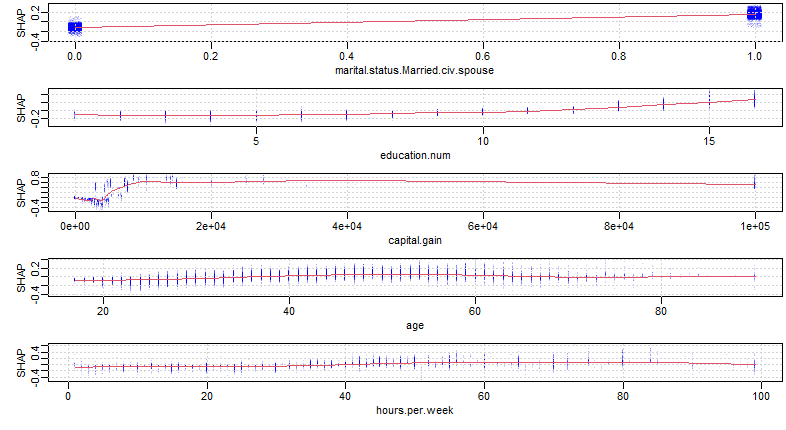 SHAP
-0.4 0.2
0.0 0.2 0.4 0.6 0.8 1.0
marital.status.Married.civ.spouse
SHAP
-0.2
5 10 15
education.num
SHAP
-0.4 0.8
0e+00 2e+04 4e+04 6e+04 8e+04 1e+05
capital.gain
SHAP
-0.4 0.2
20 40 60 80
age
SHAP
-0.4 0.4
0 20 40 60 80 100
hours.per.week